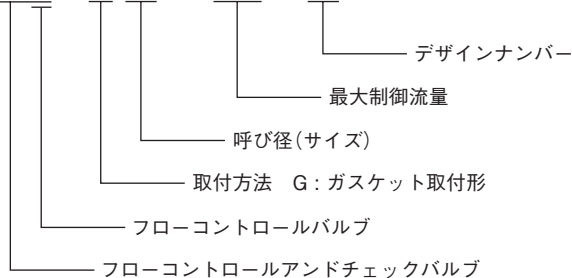 デザインナンバー
最大制御流量
呼び径(サイズ)
取付方法 G:ガスケット取付形
フローコントロールバルブ
フローコントロールアンドチェックバルブ